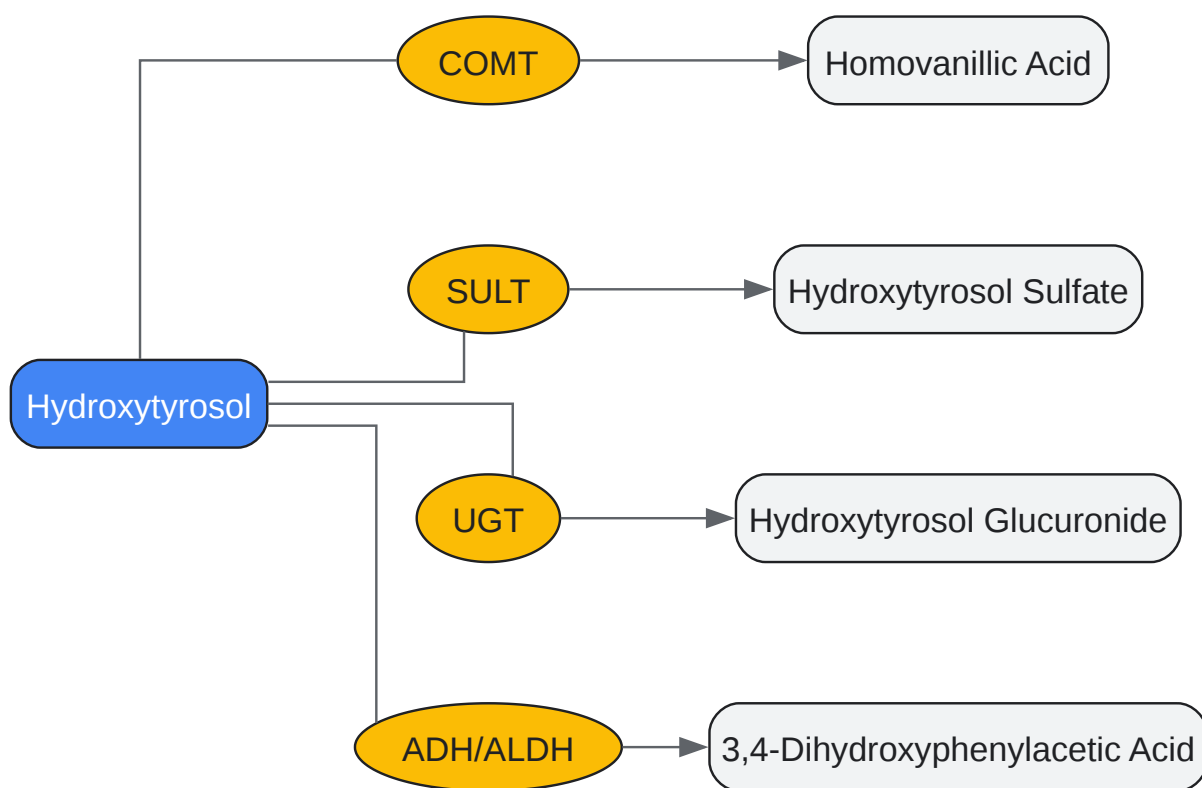 COMT
Homovanillic Acid
SULT
Hydroxytyrosol Sulfate
Hydroxytyrosol
UGT
Hydroxytyrosol Glucuronide
ADH/ALDH
3,4-Dihydroxyphenylacetic Acid